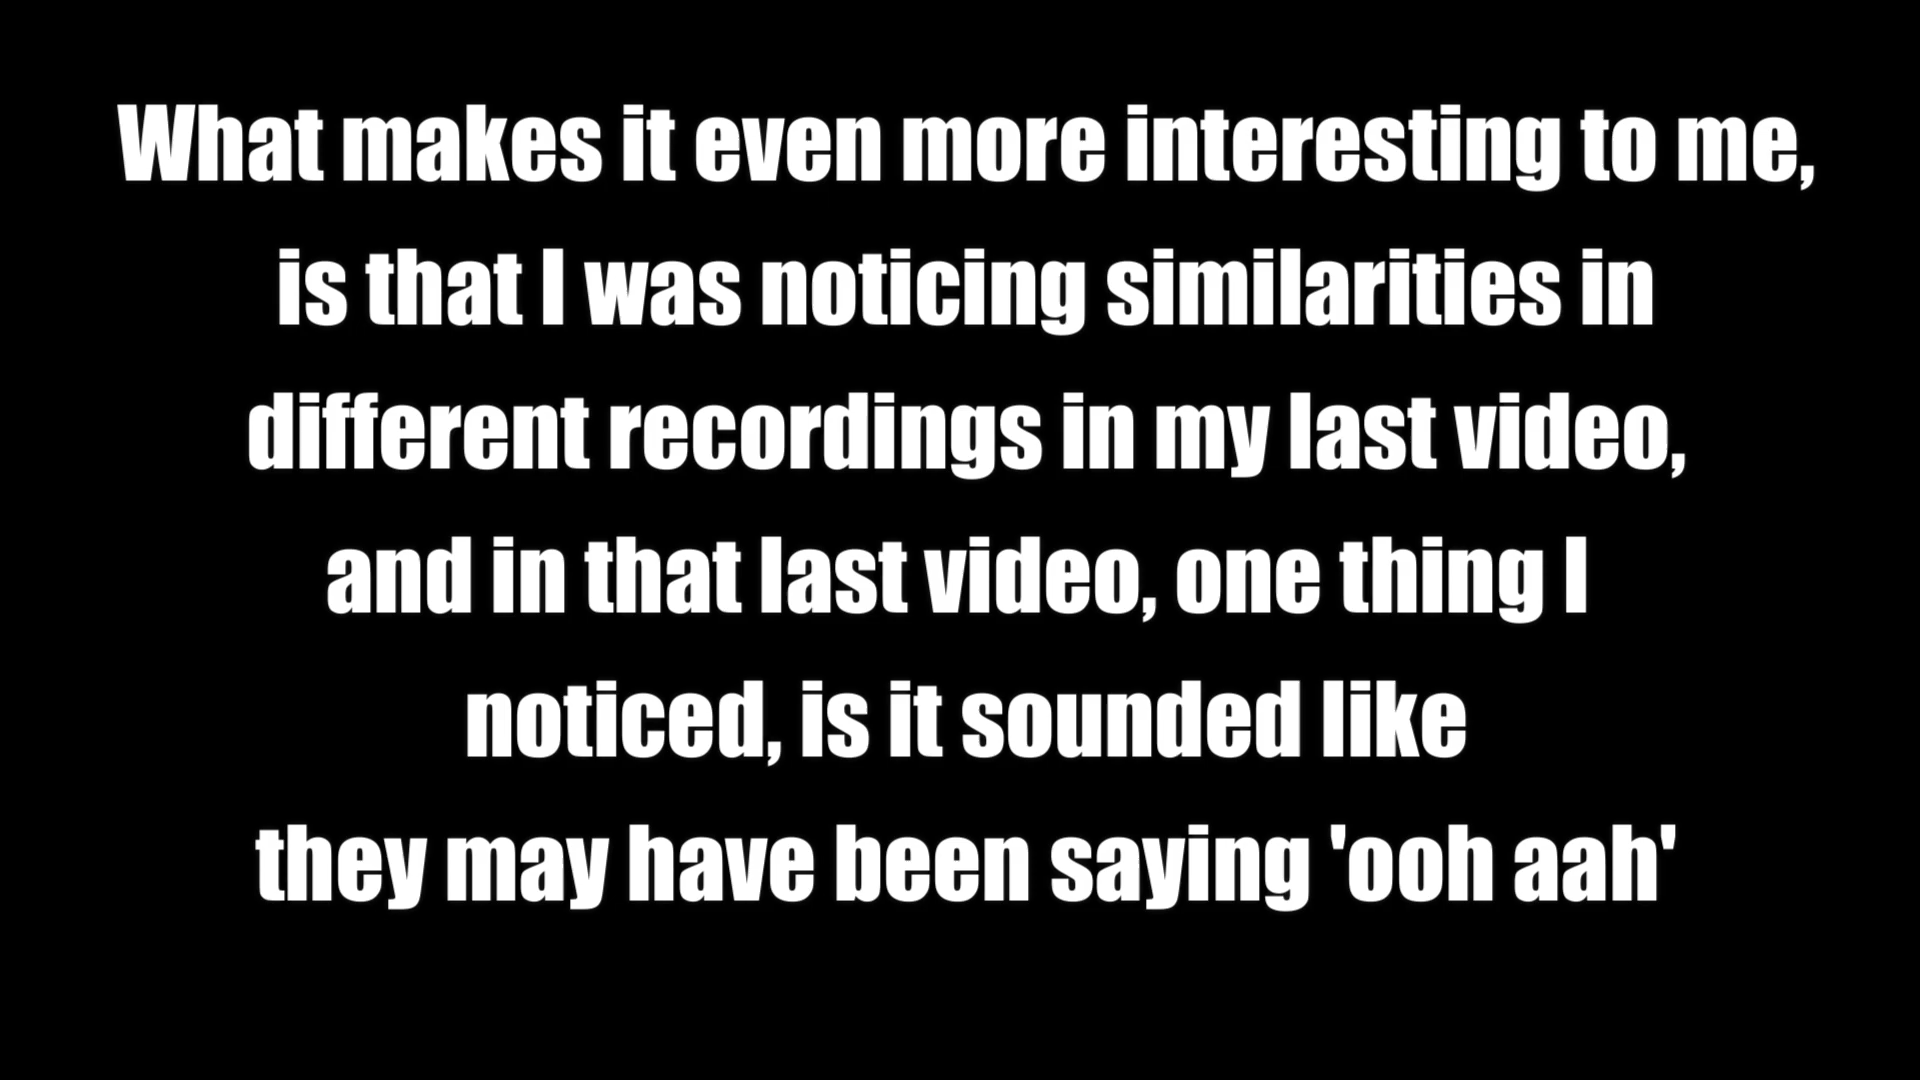 What makes it even more interesting to me,
is that I was noticing similarities in
different recordings in my last video,
and in that last video, one thing I
noticed, is it sounded like
they may have been saying 'ooh aah'